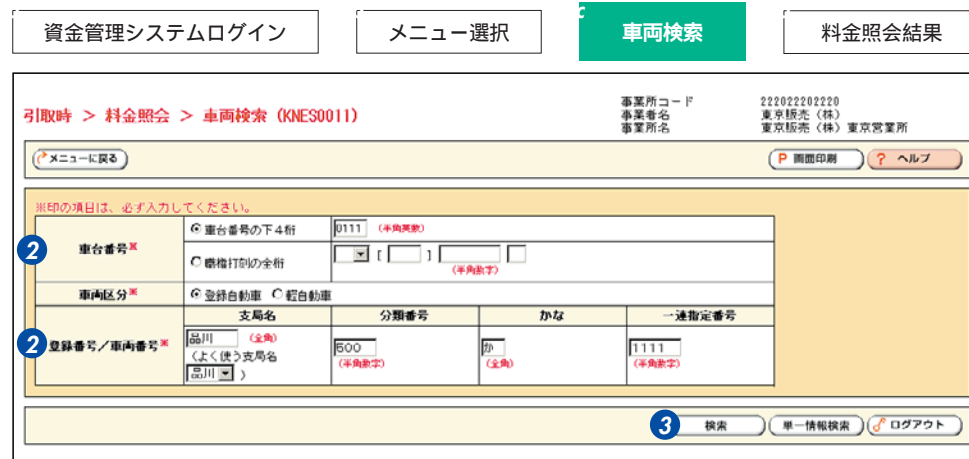 資金管理システムログイン
メニュー選択
車両検索
料金照会結果
引取時 > 料金照会 > 車両検索 (KNES0011)
事業所コード 222022202220
事業者名 東京販売（株）
事業所名 東京販売（株）東京営業所
メニューに戻る
P 画面印刷
? ヘルプ
※印の項目は、必ず入力してください。
2
車台番号※
車台番号の下４桁 0111 (半角英数)
職権打刻の全桁 [ ] (半角数字)
車両区分※ 登録自動車 軽自動車
2
登録番号／車両番号※
支局名 分類番号 かな 一連指定番号
品川 (全角)
(よく使う支局名
品川 )
500
(半角数字)
か
(全角)
1111
(半角数字)
3
検索
単一情報検索
ログアウト